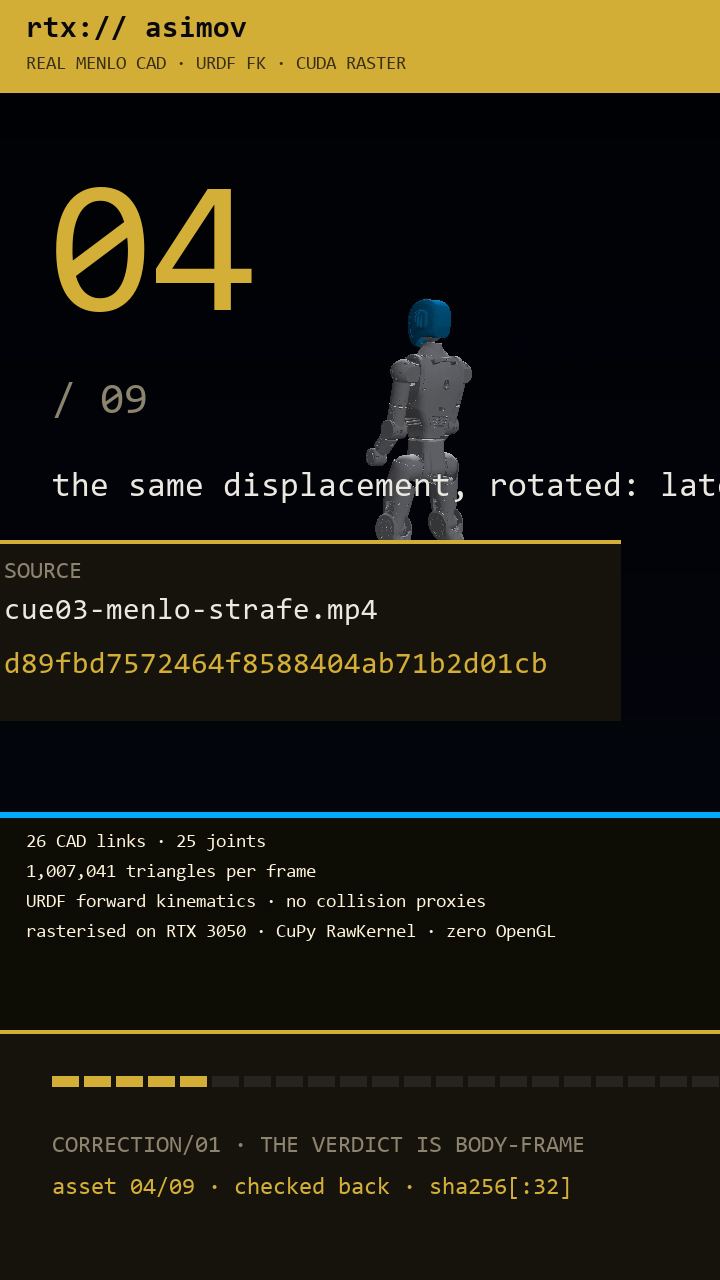 rtx:// asimov
REAL MENLO CAD · URDF FK · CUDA RASTER
04
/ 09
the same displacement, rotated:
SOURCE
cue03-menlo-strafe.mp4
d89fbd7572464f8588404ab71b2d01cb
26 CAD links · 25 joints
1,007,041 triangles per frame
URDF forward kinematics · no collision proxies
rasterised on RTX 3050 · CuPy RawKernel · zero OpenGL
CORRECTION/01 · THE VERDICT IS BODY-FRAME
asset 04/09 · checked back · sha256[:32]